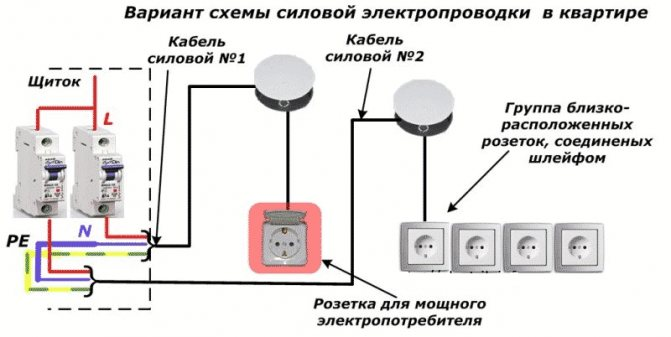 Вариант схемы силовой электропроводки в квартире
Кабель
силовой №1
Кабель
силовой №2
Щиток
L
Группа близко-
расположенных
розеток, соединеных
шлейфом
N
PE
Розетка для мощного
электропотребителя